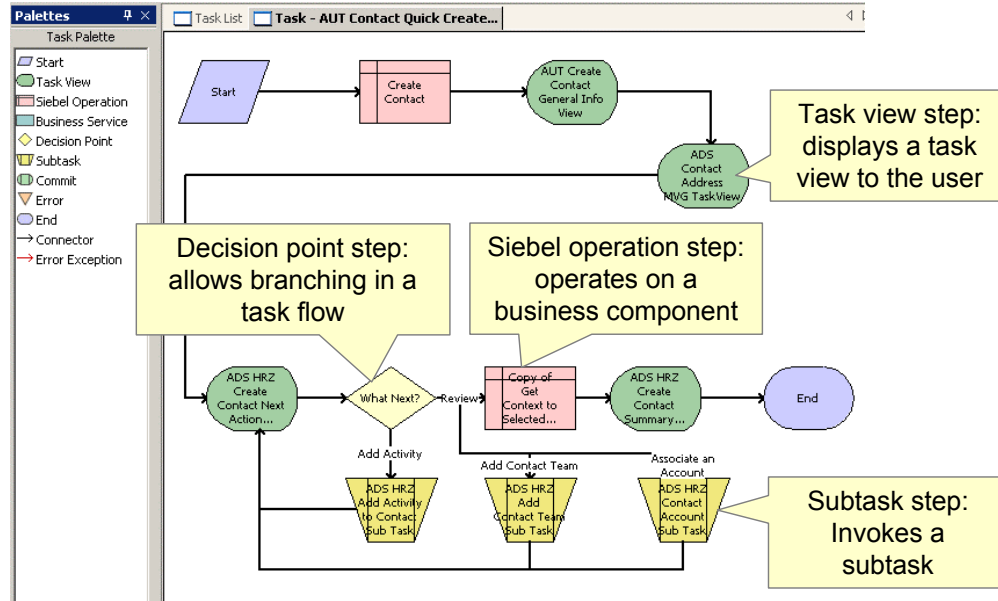 Palettes
Task Palette
Start
Task View
Siebel Operation
Business Service
Decision Point
Subtask
Commit
Error
End
Connector
Error Exception
Task List
Task - AUT Contact Quick Create...
Start
Create
Contact
AUT Create
Contact
General Info
View
ADS
Contact
Address
MVG TaskView
Task view step:
displays a task
view to the user
Decision point step:
allows branching in a
task flow
Siebel operation step:
operates on a
business component
ADS HRZ
Create
Contact Next
Action...
What Next?
Review
Copy of
Get
Context to
Selected...
ADS HRZ
Create
Contact
Summary...
End
Add Activity
Add Contact Team
Associate an
Account
ADS HRZ
Add Activity
to Contact
Sub Task
ADS HRZ
Add
Contact Team
Sub Task
ADS HRZ
Contact
Account
Sub Task
Subtask step:
Invokes a
subtask